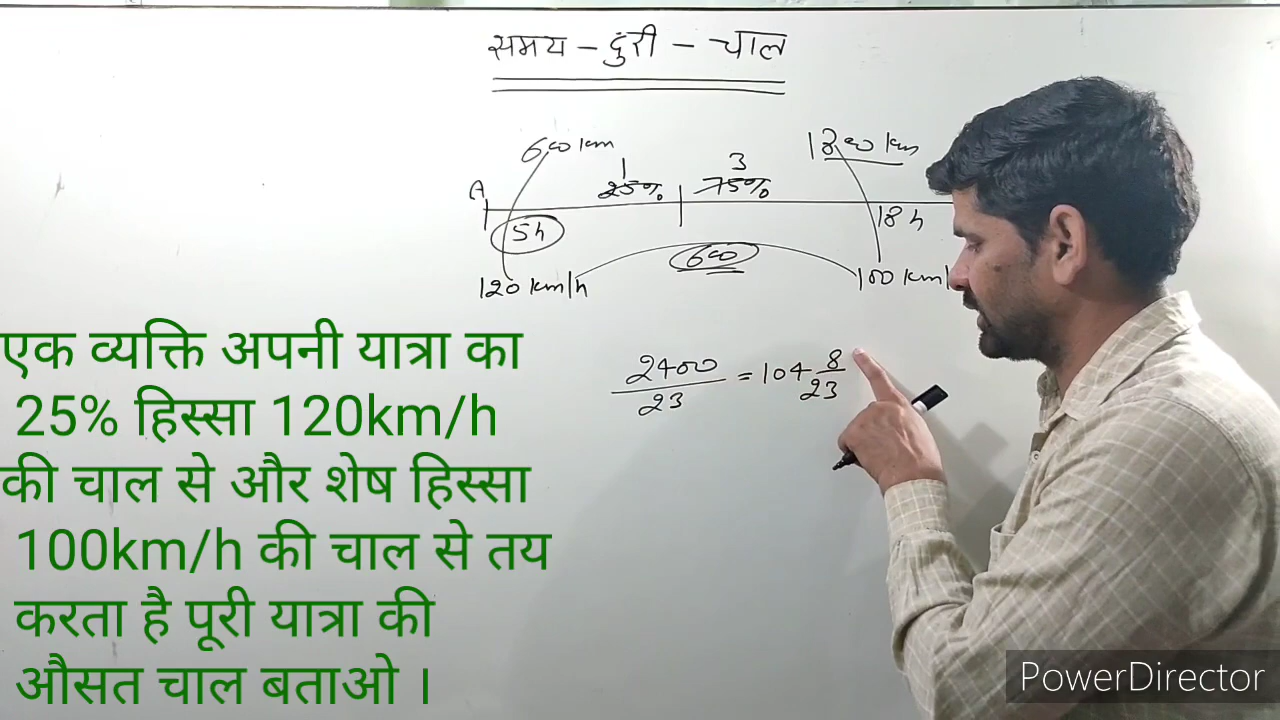 समय - दुरी - चाल
600 km
1
3
1800 km
A
25%
75%
5h
18 h
600
120 km/h
100 km/
2400/23 = 104 8/23
एक व्यक्ति अपनी यात्रा का
25% हिस्सा 120km/h
की चाल से और शेष हिस्सा
100km/h की चाल से तय
करता है पूरी यात्रा की
औसत चाल बताओ ।
PowerDirector